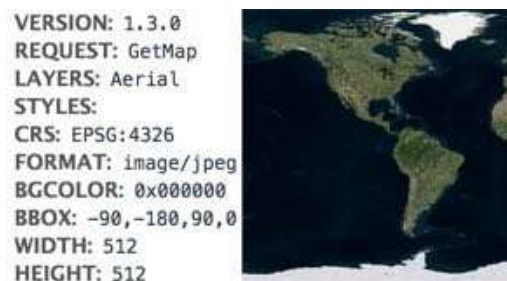 VERSION: 1.3.0
REQUEST: GetMap
LAYERS: Aerial
STYLES:
CRS: EPSG:4326
FORMAT: image/jpeg
BGCOLOR: 0x000000
BBOX: -90,-180,90,0
WIDTH: 512
HEIGHT: 512